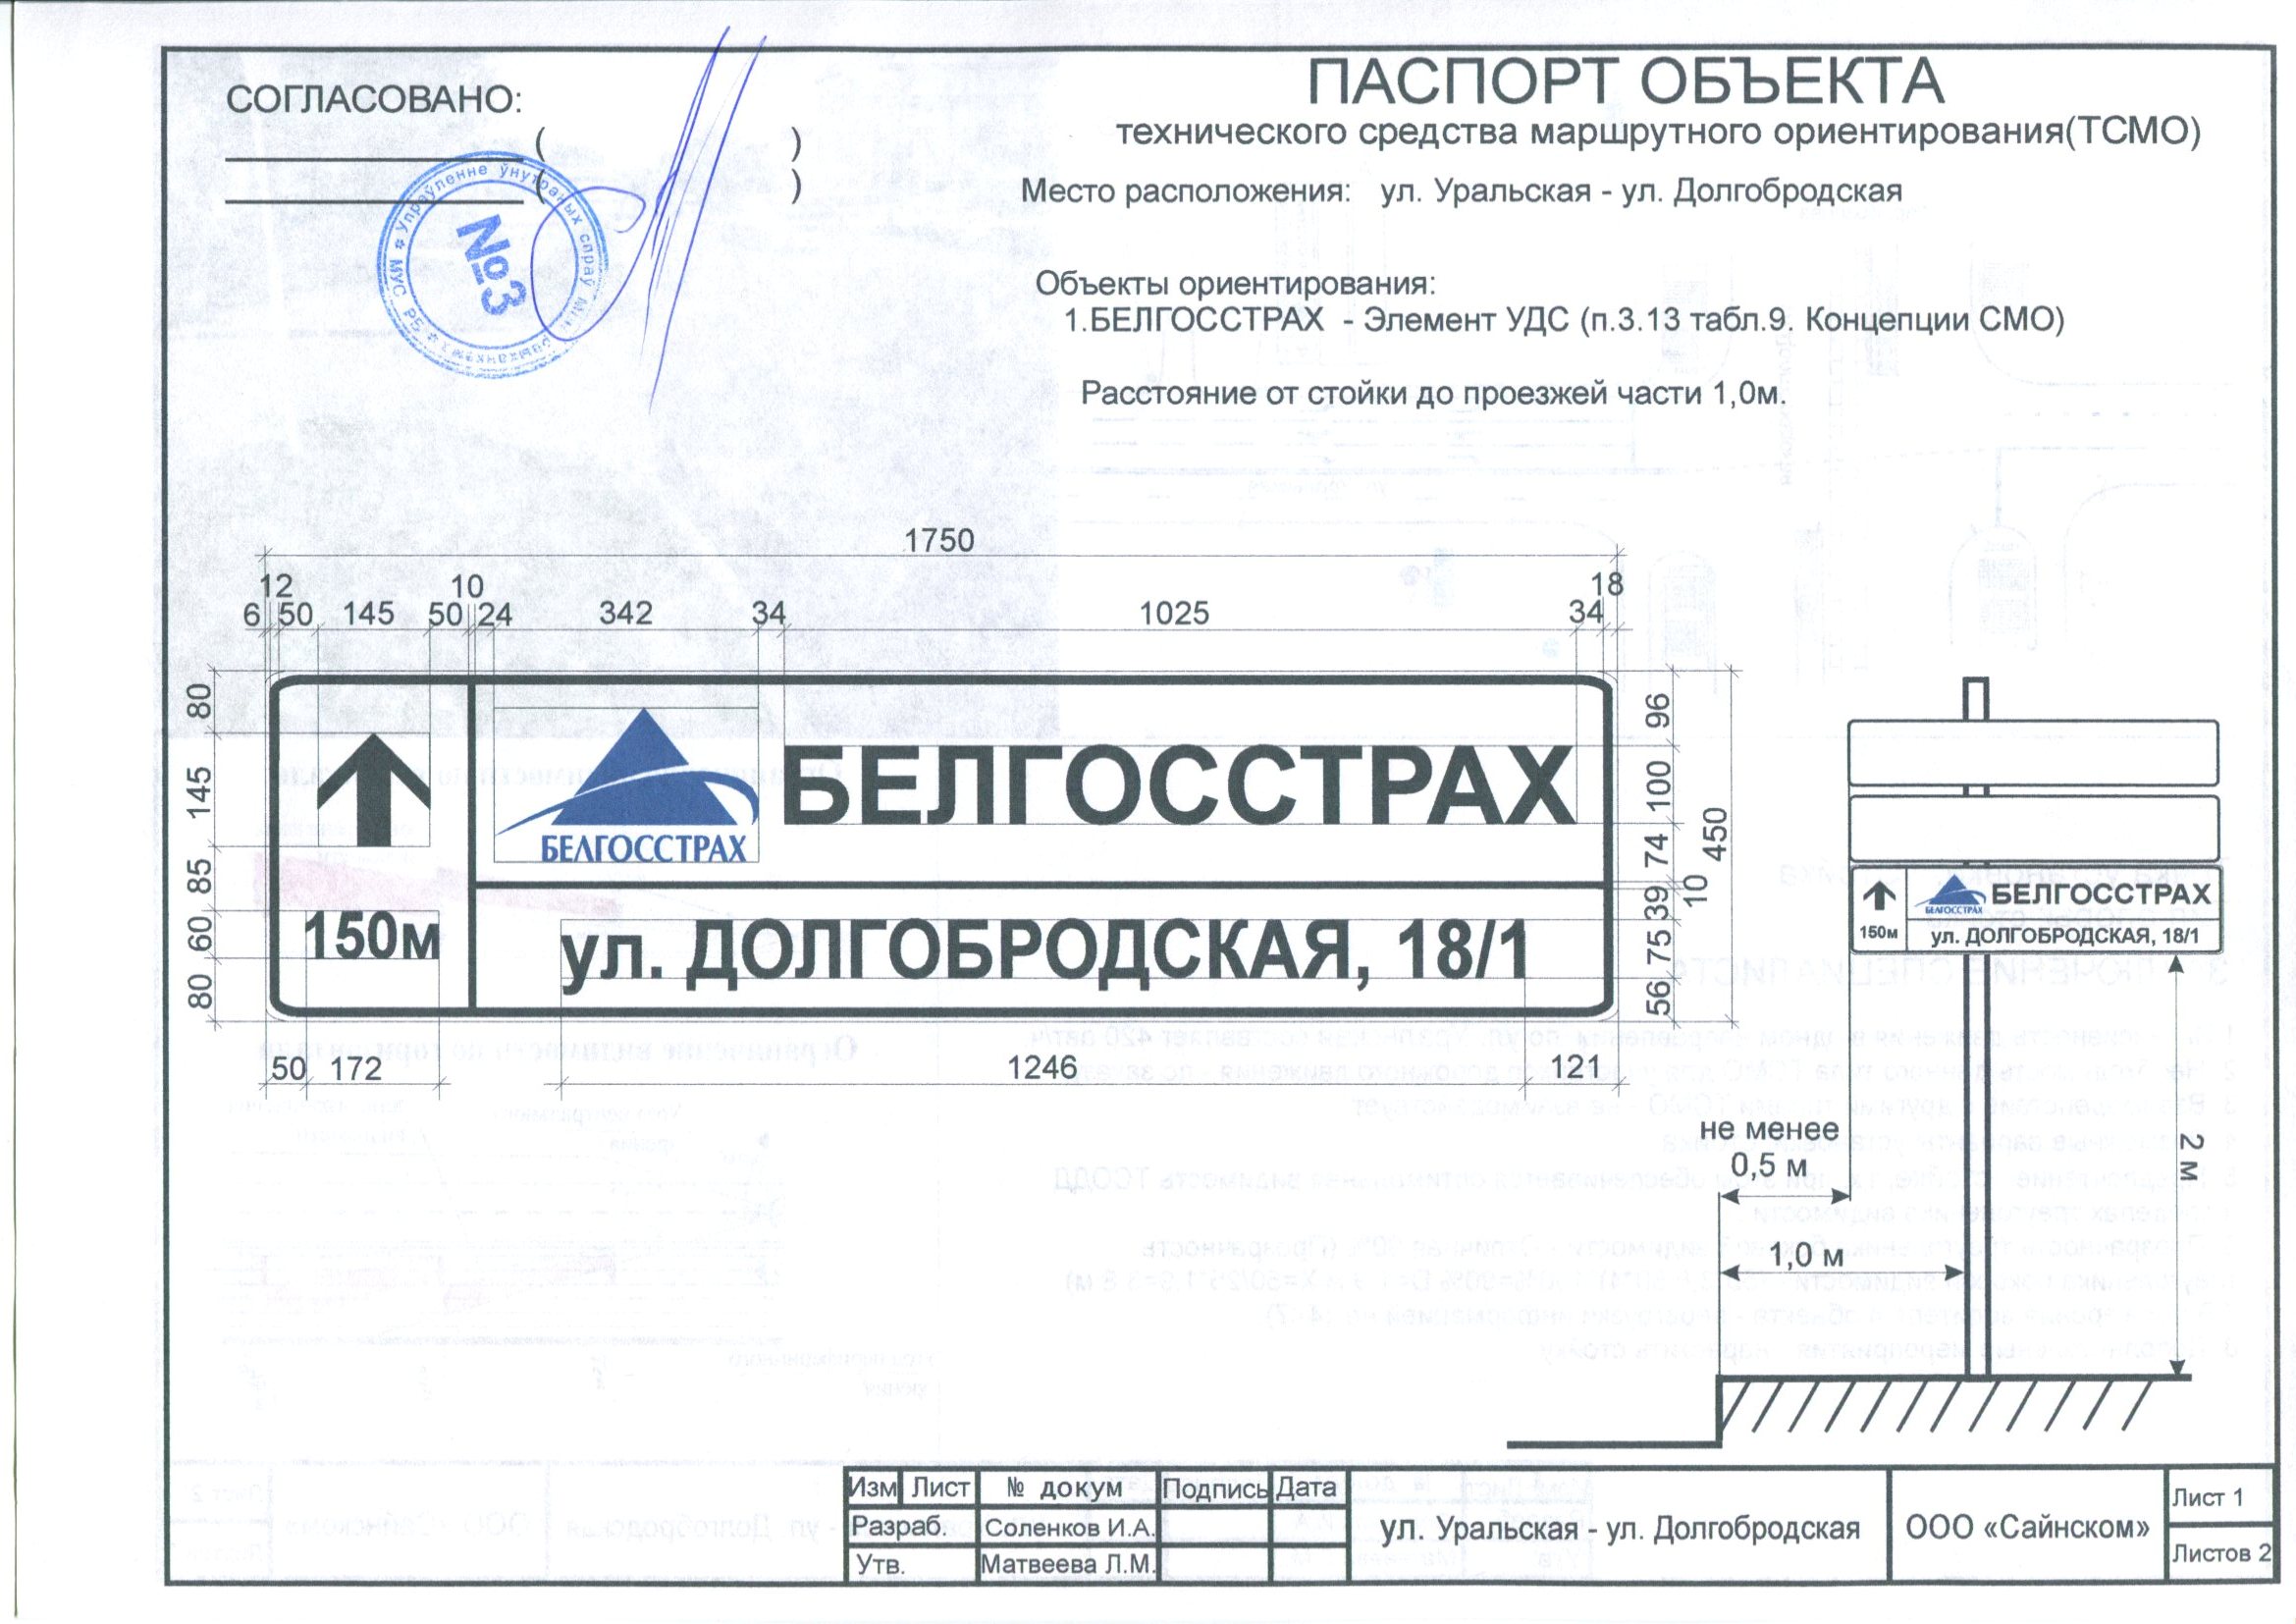 СОГЛАСОВАНО:
( )
( )
Упраўленне ўнутраных спраў
МУС РБ
№3
ПАСПОРТ ОБЪЕКТА
технического средства маршрутного ориентирования(ТСМО)
Место расположения: ул. Уральская - ул. Долгобродская
Объекты ориентирования:
1.БЕЛГОССТРАХ - Элемент УДС (п.3.13 табл.9. Концепции СМО)
Расстояние от стойки до проезжей части 1,0м.
1750
12 10 18
6 50 145 50 24 342 34 1025 34
80 145 85 60 80
БЕЛГОССТРАХ
БЕЛГОССТРАХ
150м
ул. ДОЛГОБРОДСКАЯ, 18/1
96 100 74 39 75 56
10
450
50 172 1246 121
БЕЛГОССТРАХ
БЕЛГОССТРАХ
150м
ул. ДОЛГОБРОДСКАЯ, 18/1
не менее
0,5 м
1,0 м
2 м
Изм Лист № докум Подпись Дата
Разраб. Соленков И.А.
Утв. Матвеева Л.М.
ул. Уральская - ул. Долгобродская
ООО «Сайнском»
Лист 1
Листов 2